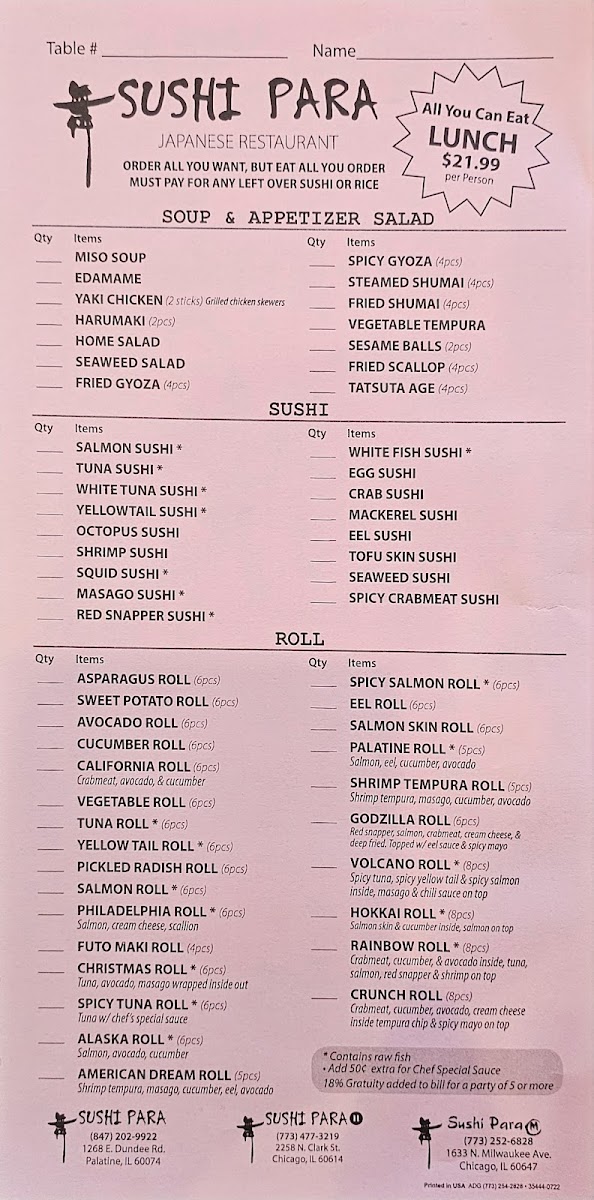 Table # Name
SUSHI PARA
JAPANESE RESTAURANT
ORDER ALL YOU WANT, BUT EAT ALL YOU ORDER
MUST PAY FOR ANY LEFT OVER SUSHI OR RICE
All You Can Eat
LUNCH
$21.99
per Person
SOUP & APPETIZER SALAD
Qty Items
MISO SOUP
EDAMAME
YAKI CHICKEN (2 sticks) Grilled chicken skewers
HARUMAKI (2pcs)
HOME SALAD
SEAWEED SALAD
FRIED GYOZA (4pcs)
Qty Items
SPICY GYOZA (4pcs)
STEAMED SHUMAI (4pcs)
FRIED SHUMAI (4pcs)
VEGETABLE TEMPURA
SESAME BALLS (2pcs)
FRIED SCALLOP (4pcs)
TATSUTA AGE (4pcs)
SUSHI
Qty Items
SALMON SUSHI *
TUNA SUSHI *
WHITE TUNA SUSHI *
YELLOWTAIL SUSHI *
OCTOPUS SUSHI
SHRIMP SUSHI
SQUID SUSHI *
MASAGO SUSHI *
RED SNAPPER SUSHI *
Qty Items
WHITE FISH SUSHI *
EGG SUSHI
CRAB SUSHI
MACKEREL SUSHI
EEL SUSHI
TOFU SKIN SUSHI
SEAWEED SUSHI
SPICY CRABMEAT SUSHI
ROLL
Qty Items
ASPARAGUS ROLL (6pcs)
SWEET POTATO ROLL (6pcs)
AVOCADO ROLL (6pcs)
CUCUMBER ROLL (6pcs)
CALIFORNIA ROLL (6pcs)
Crabmeat, avocado, & cucumber
VEGETABLE ROLL (6pcs)
TUNA ROLL * (6pcs)
YELLOW TAIL ROLL * (6pcs)
PICKLED RADISH ROLL (6pcs)
SALMON ROLL * (6pcs)
PHILADELPHIA ROLL * (6pcs)
Salmon, cream cheese, scallion
FUTO MAKI ROLL (4pcs)
CHRISTMAS ROLL * (6pcs)
Tuna, avocado, masago wrapped inside out
SPICY TUNA ROLL * (6pcs)
Tuna w/ chef's special sauce
ALASKA ROLL * (6pcs)
Salmon, avocado, cucumber
AMERICAN DREAM ROLL (5pcs)
Shrimp tempura, masago, cucumber, eel, avocado
Qty Items
SPICY SALMON ROLL * (6pcs)
EEL ROLL (6pcs)
SALMON SKIN ROLL (6pcs)
PALATINE ROLL * (5pcs)
Salmon, eel, cucumber, avocado
SHRIMP TEMPURA ROLL (5pcs)
Shrimp tempura, masago, cucumber, avocado
GODZILLA ROLL (6pcs)
Red snapper, salmon, crabmeat, cream cheese, &
deep fried. Topped w/ eel sauce & spicy mayo
VOLCANO ROLL * (8pcs)
Spicy tuna, spicy yellow tail & spicy salmon
inside, masago & chili sauce on top
HOKKAI ROLL * (8pcs)
Salmon skin & cucumber inside, salmon on top
RAINBOW ROLL * (8pcs)
Crabmeat, cucumber, & avocado inside, tuna,
salmon, red snapper & shrimp on top
CRUNCH ROLL (8pcs)
Crabmeat, cucumber, avocado, cream cheese
inside tempura chip & spicy mayo on top
* Contains raw fish
• Add 50¢ extra for Chef Special Sauce
18% Gratuity added to bill for a party of 5 or more
SUSHI PARA
(847) 202-9922
1268 E. Dundee Rd.
Palatine, IL 60074
SUSHI PARA II
(773) 477-3219
2258 N. Clark St.
Chicago, IL 60614
Sushi Para M
(773) 252-6828
1633 N. Milwaukee Ave.
Chicago, IL 60647
Printed in USA ADG (773) 254-2828 • 35444-0722